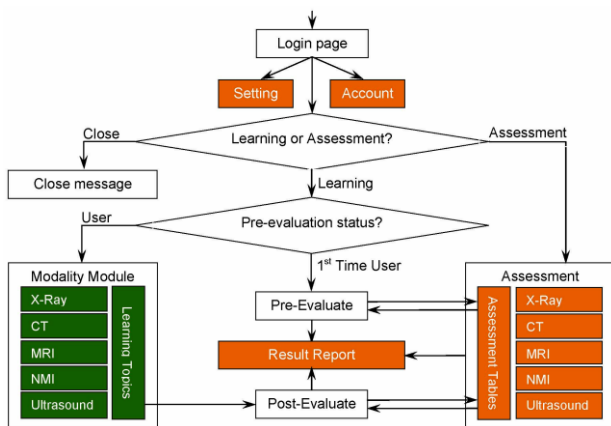 Login page
Setting
Account
Close
Learning or Assessment?
Assessment
Close message
Learning
User
Pre-evaluation status?
1st Time User
Modality Module
X-Ray
CT
MRI
NMI
Ultrasound
Learning Topics
Pre-Evaluate
Result Report
Post-Evaluate
Assessment
Assessment Tables
X-Ray
CT
MRI
NMI
Ultrasound